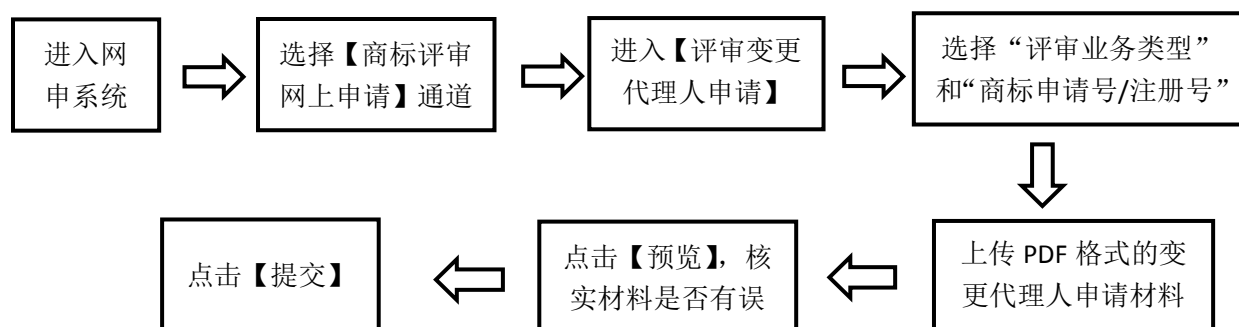 进入网
申系统
选择【商标评审
网上申请】通道
进入【评审变更
代理人申请】
选择“评审业务类型”
和“商标申请号/注册号”
上传 PDF 格式的变
更代理人申请材料
点击【预览】，核
实材料是否有误
点击【提交】